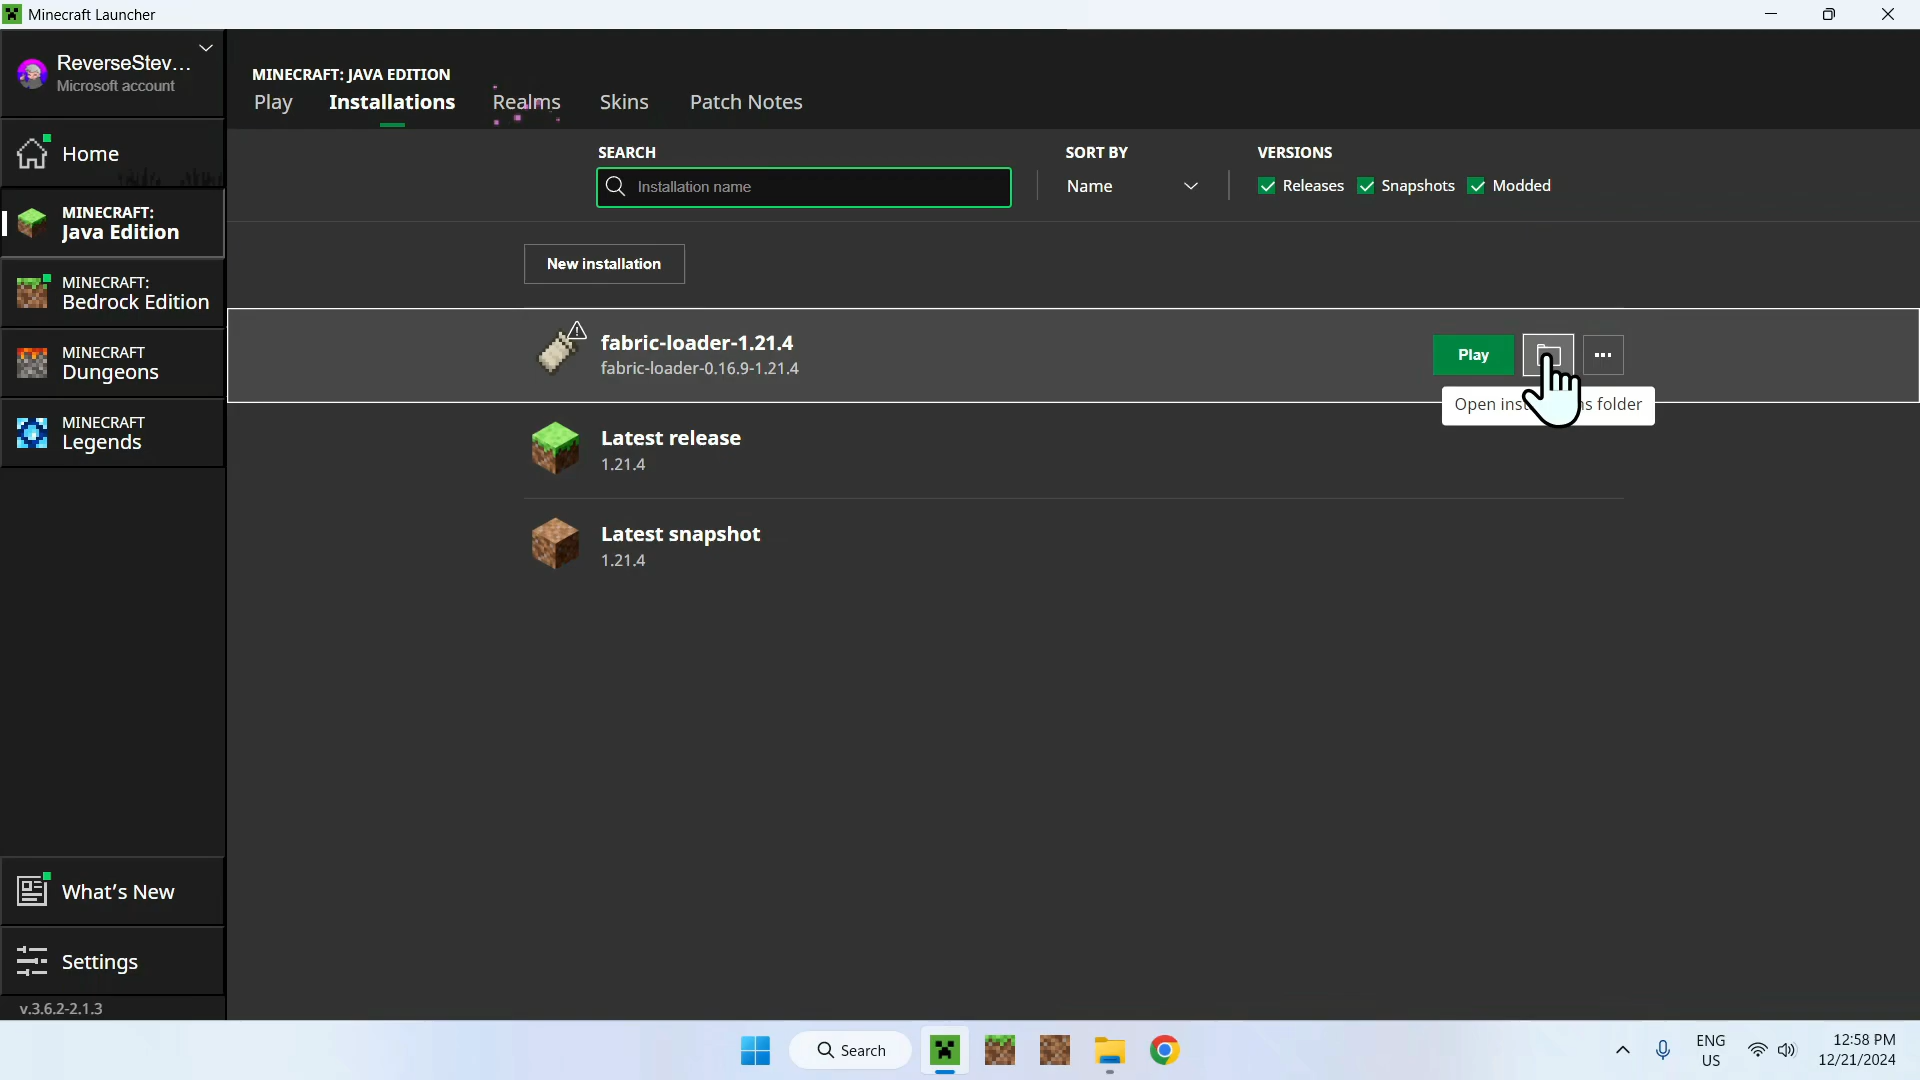 Minecraft Launcher
ReverseStev...
Microsoft account
Home
MINECRAFT:
Java Edition
MINECRAFT:
Bedrock Edition
MINECRAFT
Dungeons
MINECRAFT
Legends
What's New
Settings
v.3.6.2-2.1.3
MINECRAFT: JAVA EDITION
Play Installations Realms Skins Patch Notes
SEARCH
Installation name
SORT BY
Name
VERSIONS
Releases Snapshots Modded
New installation
fabric-loader-1.21.4
fabric-loader-0.16.9-1.21.4
Play
Open folder
Latest release
1.21.4
Latest snapshot
1.21.4
Search
ENG
US
12:58 PM
12/21/2024